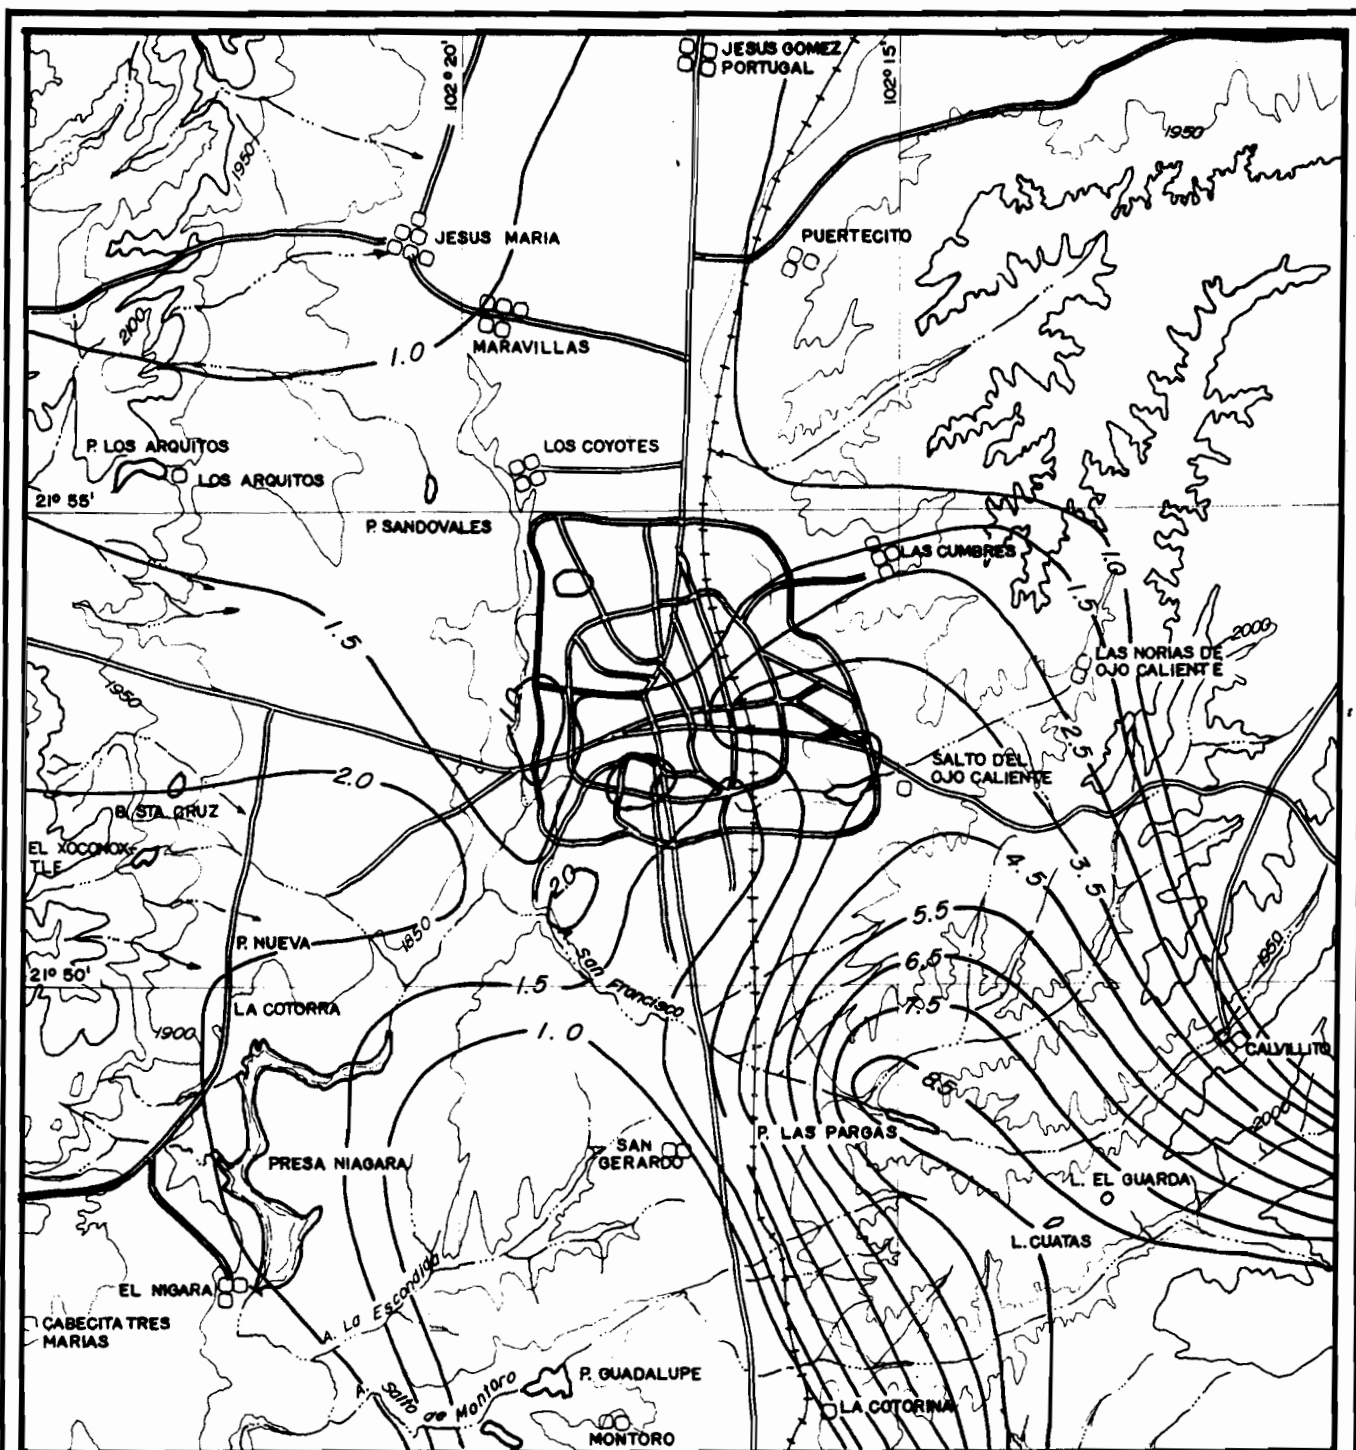 JESUS GOMEZ
PORTUGAL
102° 20'
102° 15'
1950
1950
JESUS MARIA
PUERTECITO
2100
1.0
MARAVILLAS
P. LOS ARQUITOS
LOS ARQUITOS
LOS COYOTES
21° 55'
P. SANDOVALES
LAS CUMBRES
1.0
1.5
1.5
2000
LAS NORIAS DE
OJO CALIENTE
1950
1.0
2.5
SALTO DEL
OJO CALIENTE
2.0
B. STA. CRUZ
EL XOCONOX-
TLE
3.5
4.5
2.0
5.5
1850
P. NUEVA
1950
21° 50'
6.5
San Francisco
1.5
7.5
LA COTORRA
1900
1.0
CALVILLITO
8.5
2000
P. LAS PARGAS
SAN
GERARDO
PRESA NIAGARA
L. EL GUARDA
L. CUATAS
EL NIGARA
A. La Escondida
CABECITA TRES
MARIAS
P. GUADALUPE
A. Salto de Montoro
LA COTORINA
MONTORO